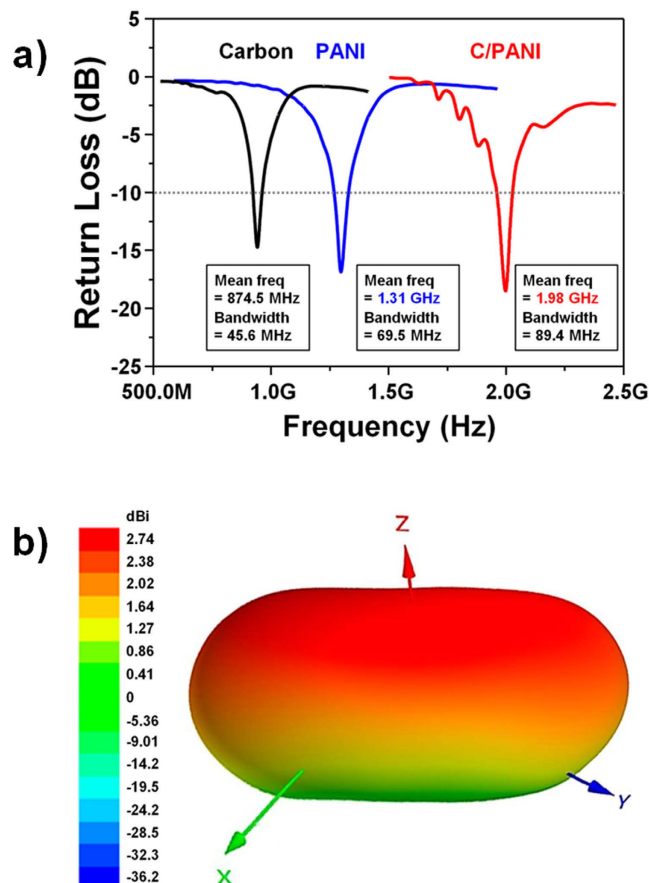 a)
Carbon PANI C/PANI
Return Loss (dB)
5
0
-5
-10
-15
-20
-25
Mean freq
= 874.5 MHz
Bandwidth
= 45.6 MHz
Mean freq
= 1.31 GHz
Bandwidth
= 69.5 MHz
Mean freq
= 1.98 GHz
Bandwidth
= 89.4 MHz
500.0M 1.0G 1.5G 2.0G 2.5G
Frequency (Hz)
b)
dBi
2.74
2.38
2.02
1.64
1.27
0.86
0.41
0
-5.36
-9.01
-14.2
-19.5
-24.2
-28.5
-32.3
-36.2
Z
Y
X